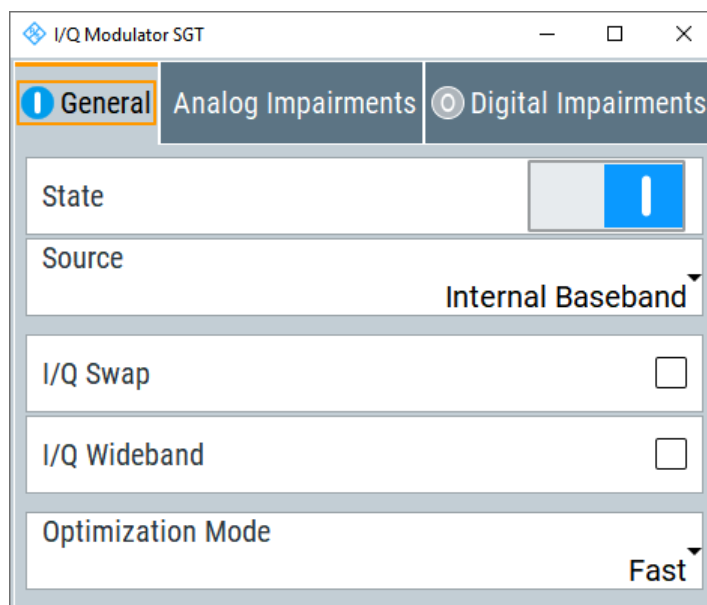 I/Q Modulator SGT
General Analog Impairments Digital Impairments
State
Source
Internal Baseband
I/Q Swap
I/Q Wideband
Optimization Mode
Fast